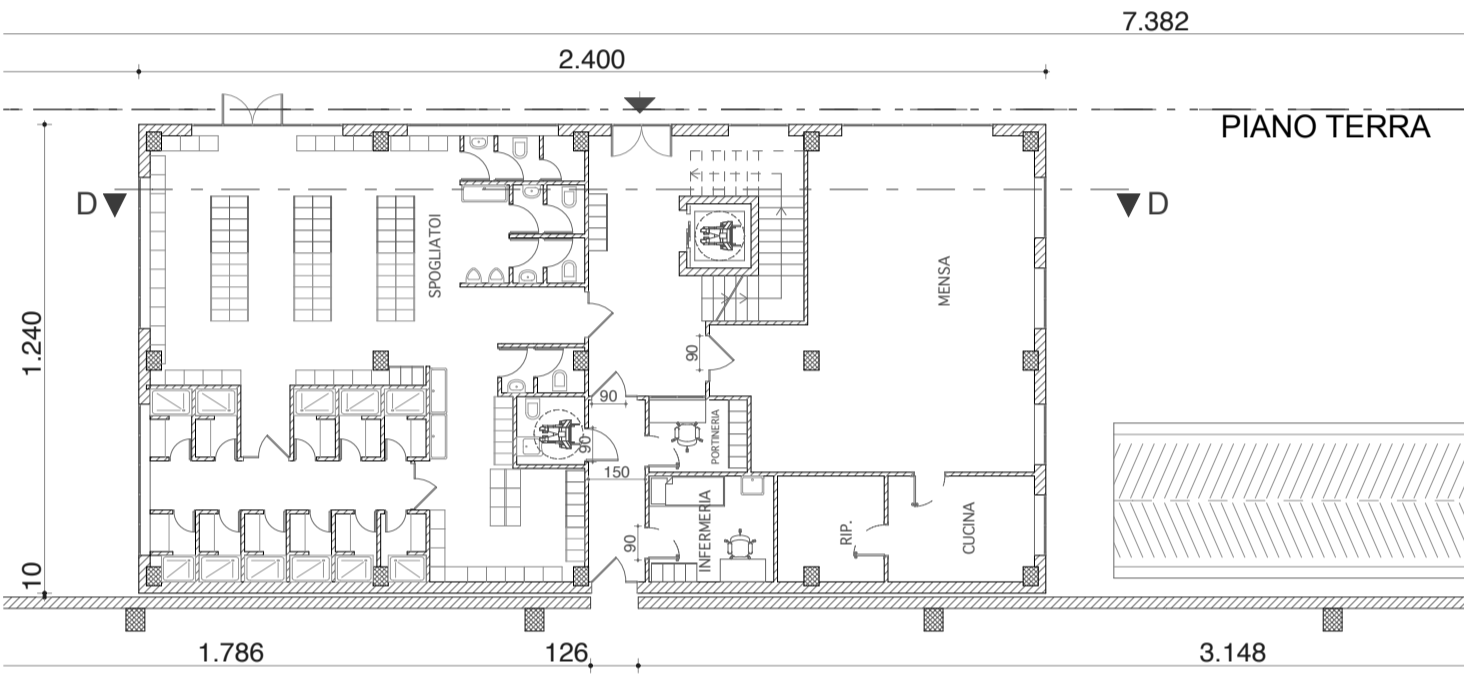 7.382
2.400
PIANO TERRA
D
D
SPOGLIATOI
MENSA
1.240
90
90
90
PORTINERIA
150
INFERMERIA
90
RIP.
CUCINA
10
1.786
126
3.148